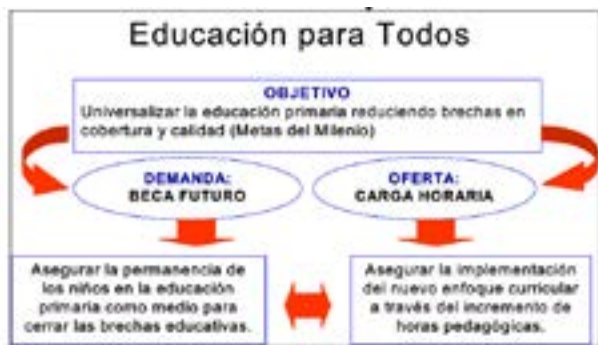 Educación para Todos
OBJETIVO
Universalizar la educación primaria reduciendo brechas en
cobertura y calidad (Metas del Milenio)
DEMANDA:
BECA FUTURO
OFERTA:
CARGA HORARIA
Asegurar la permanencia de
los niños en la educación
primaria como medio para
cerrar las brechas educativas.
Asegurar la implementación
del nuevo enfoque curricular
a través del incremento de
horas pedagógicas.